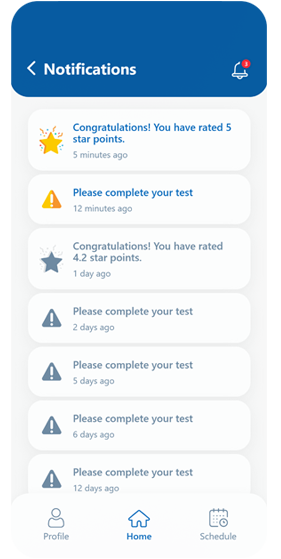 Notifications
3
Congratulations! You have rated 5
star points.
5 minutes ago
Please complete your test
12 minutes ago
Congratulations! You have rated
4.2 star points.
1 day ago
Please complete your test
2 days ago
Please complete your test
5 days ago
Please complete your test
6 days ago
Please complete your test
12 days ago
Profile
Home
Schedule